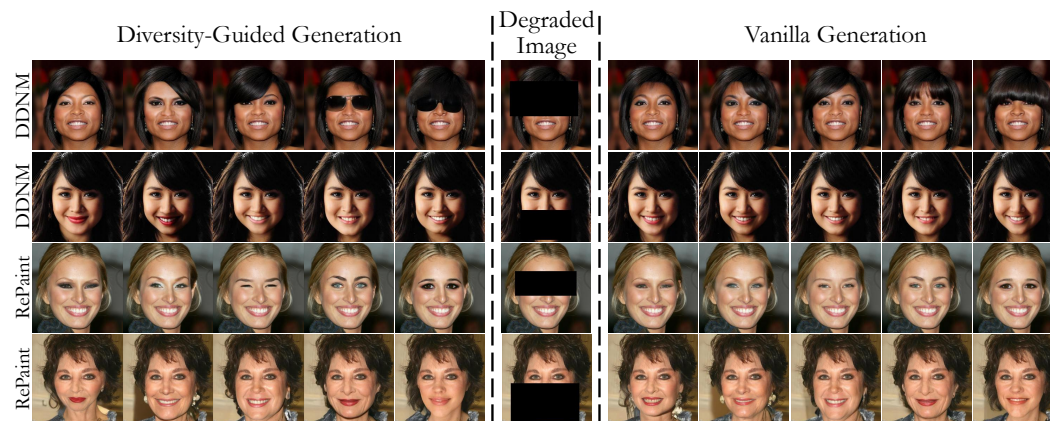 Diversity-Guided Generation
Degraded
Image
Vanilla Generation
DDNM
DDNM
RePaint
RePaint